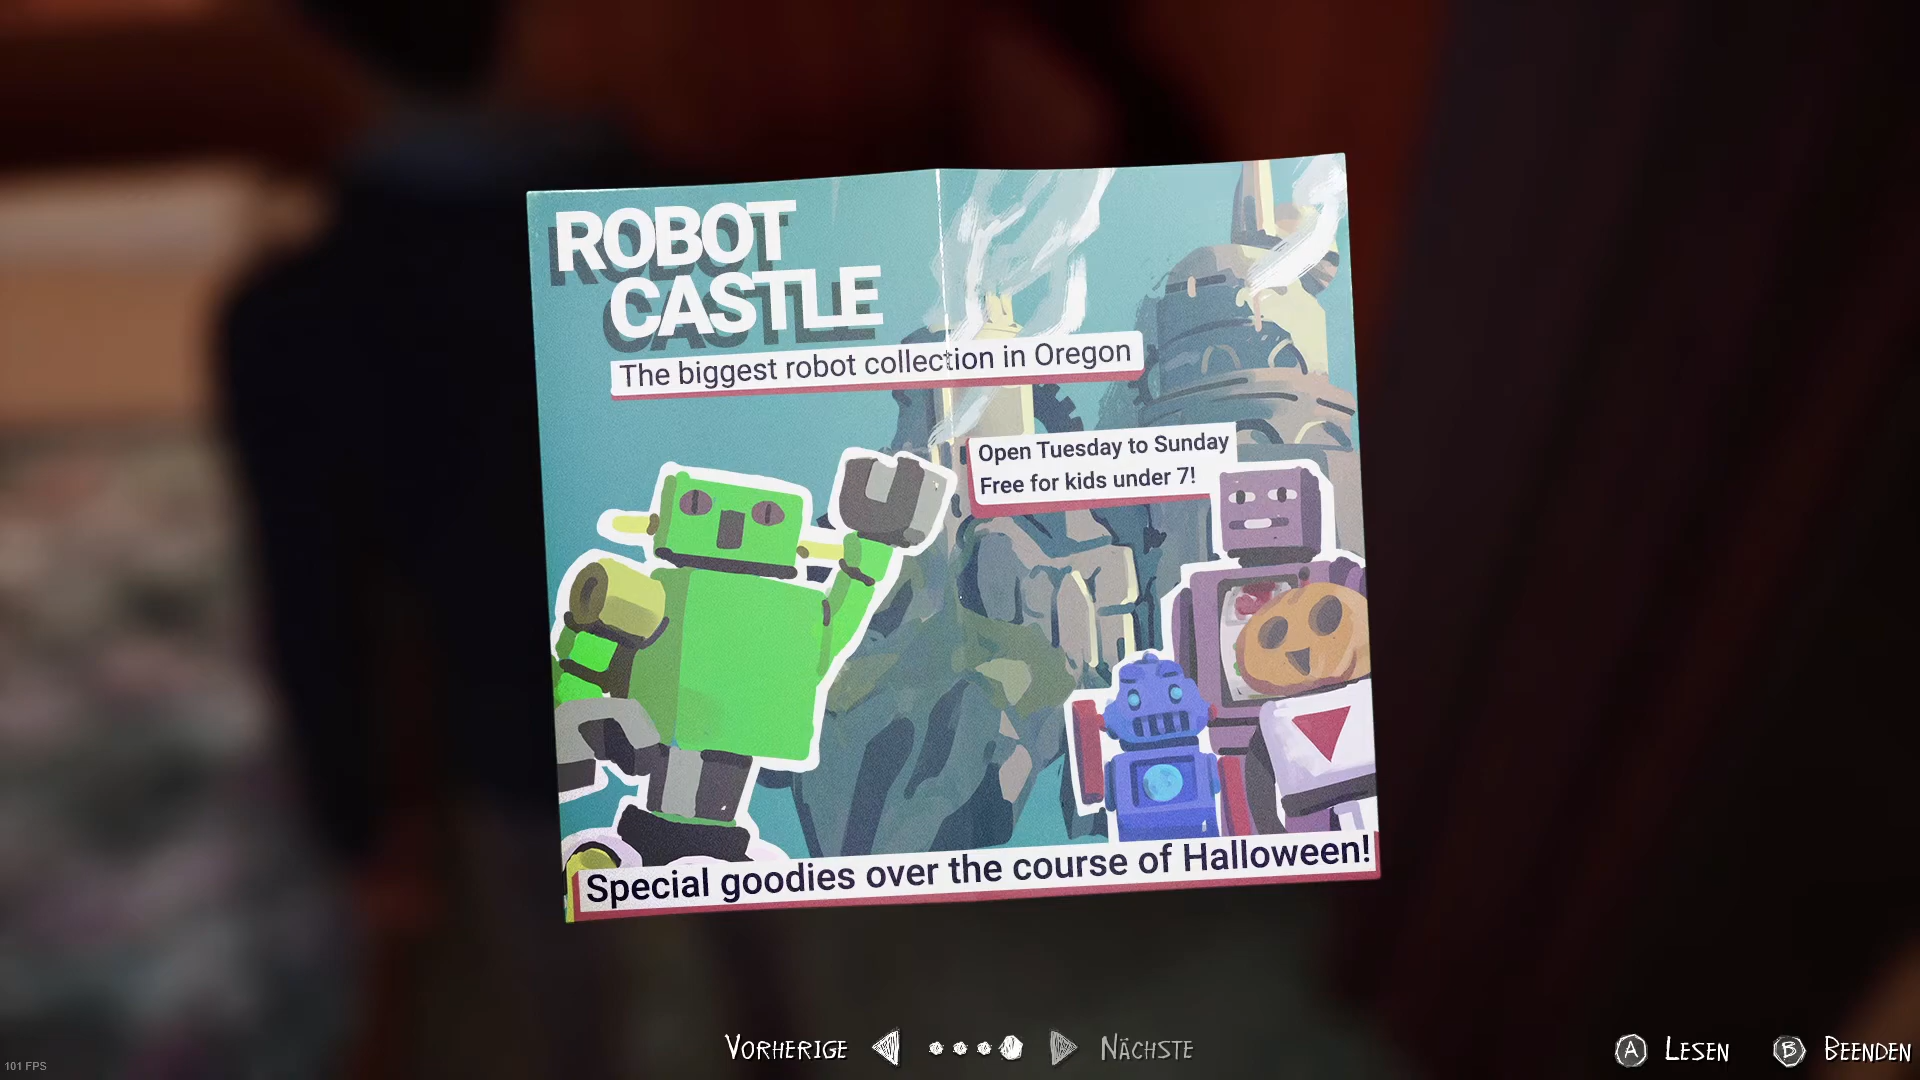 ROBOT
CASTLE
The biggest robot collection in Oregon
Open Tuesday to Sunday
Free for kids under 7!
Special goodies over the course of Halloween!
VORHERIGE
NÄCHSTE
A LESEN
B BEENDEN
101 FPS